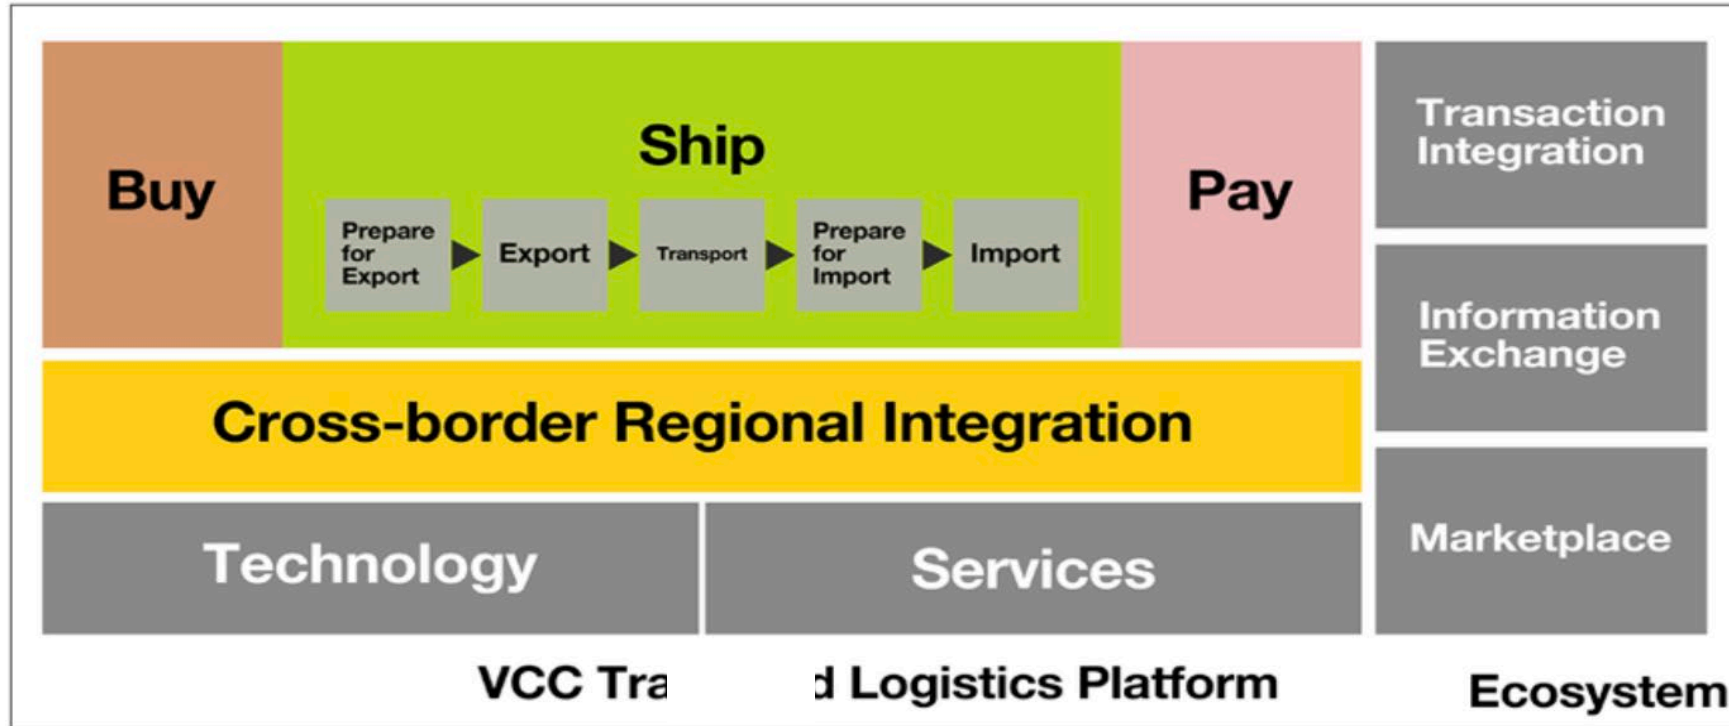 Buy
Ship
Prepare
for
Export
Export
Transport
Prepare
for
Import
Import
Pay
Cross-border Regional Integration
Technology
Services
VCC Logistics Platform
Transaction
Integration
Information
Exchange
Marketplace
Ecosystem